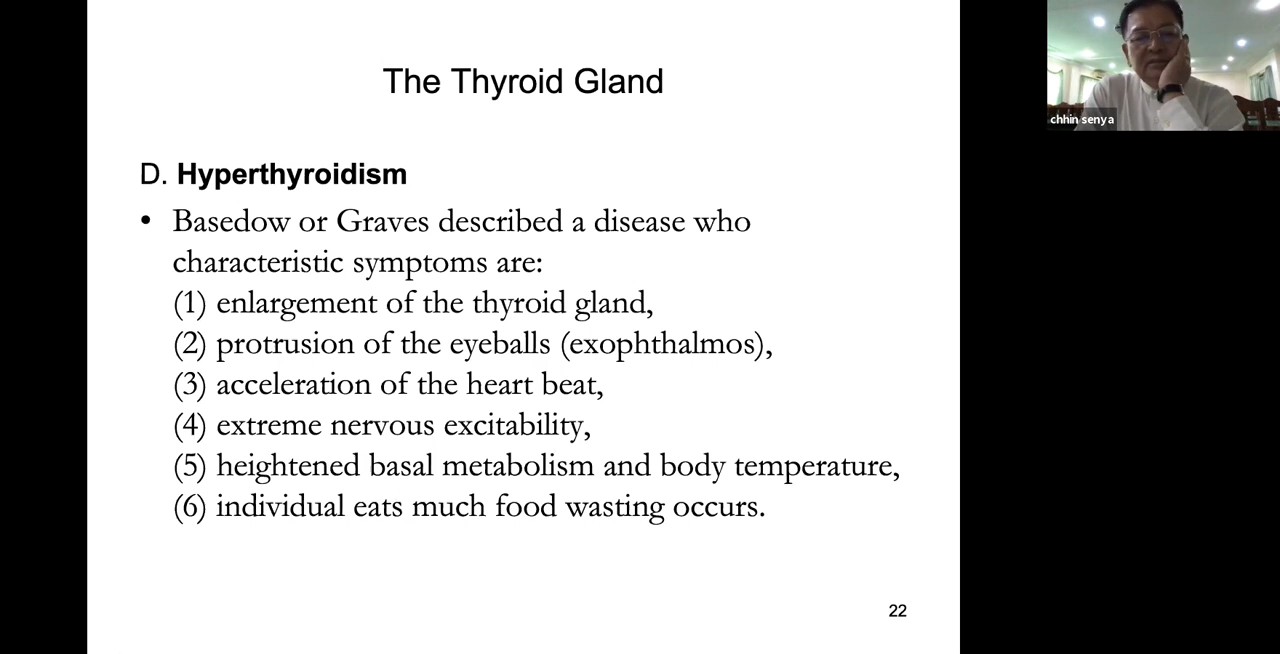 The Thyroid Gland
D. Hyperthyroidism
• Basedow or Graves described a disease who
characteristic symptoms are:
(1) enlargement of the thyroid gland,
(2) protrusion of the eyeballs (exophthalmos),
(3) acceleration of the heart beat,
(4) extreme nervous excitability,
(5) heightened basal metabolism and body temperature,
(6) individual eats much food wasting occurs.
22
chhin senya